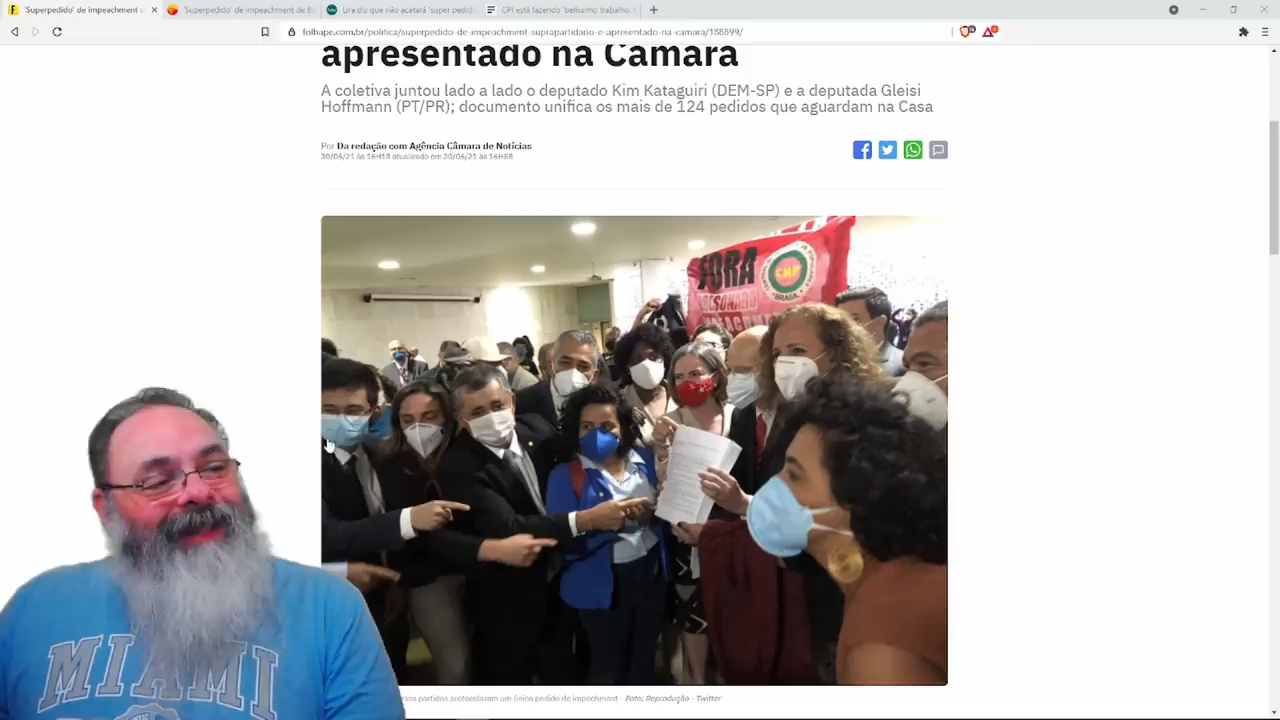 'Superpedido' de impeachment s
'Superpedido' de impeachment de Bo
Lira diz que não acatará 'super pedid
CPI está fazendo 'belíssimo trabalho,
folhape.com.br/politica/superpedido-de-impeachment-suprapartidario-e-apresentado-na-camara/188899/
apresentado na Câmara
A coletiva juntou lado a lado o deputado Kim Kataguiri (DEM-SP) e a deputada Gleisi
Hoffmann (PT/PR); documento unifica os mais de 124 pedidos que aguardam na Casa
Por Da redação com Agência Câmara de Notícias
30/06/21 às 16H13 atualizado em 30/06/21 às 16H58
FORA
BOLSONARO
CMP
BRASIL
partidos protocolaram um único pedido de impeachment - Foto: Reprodução - Twitter
MIAMI